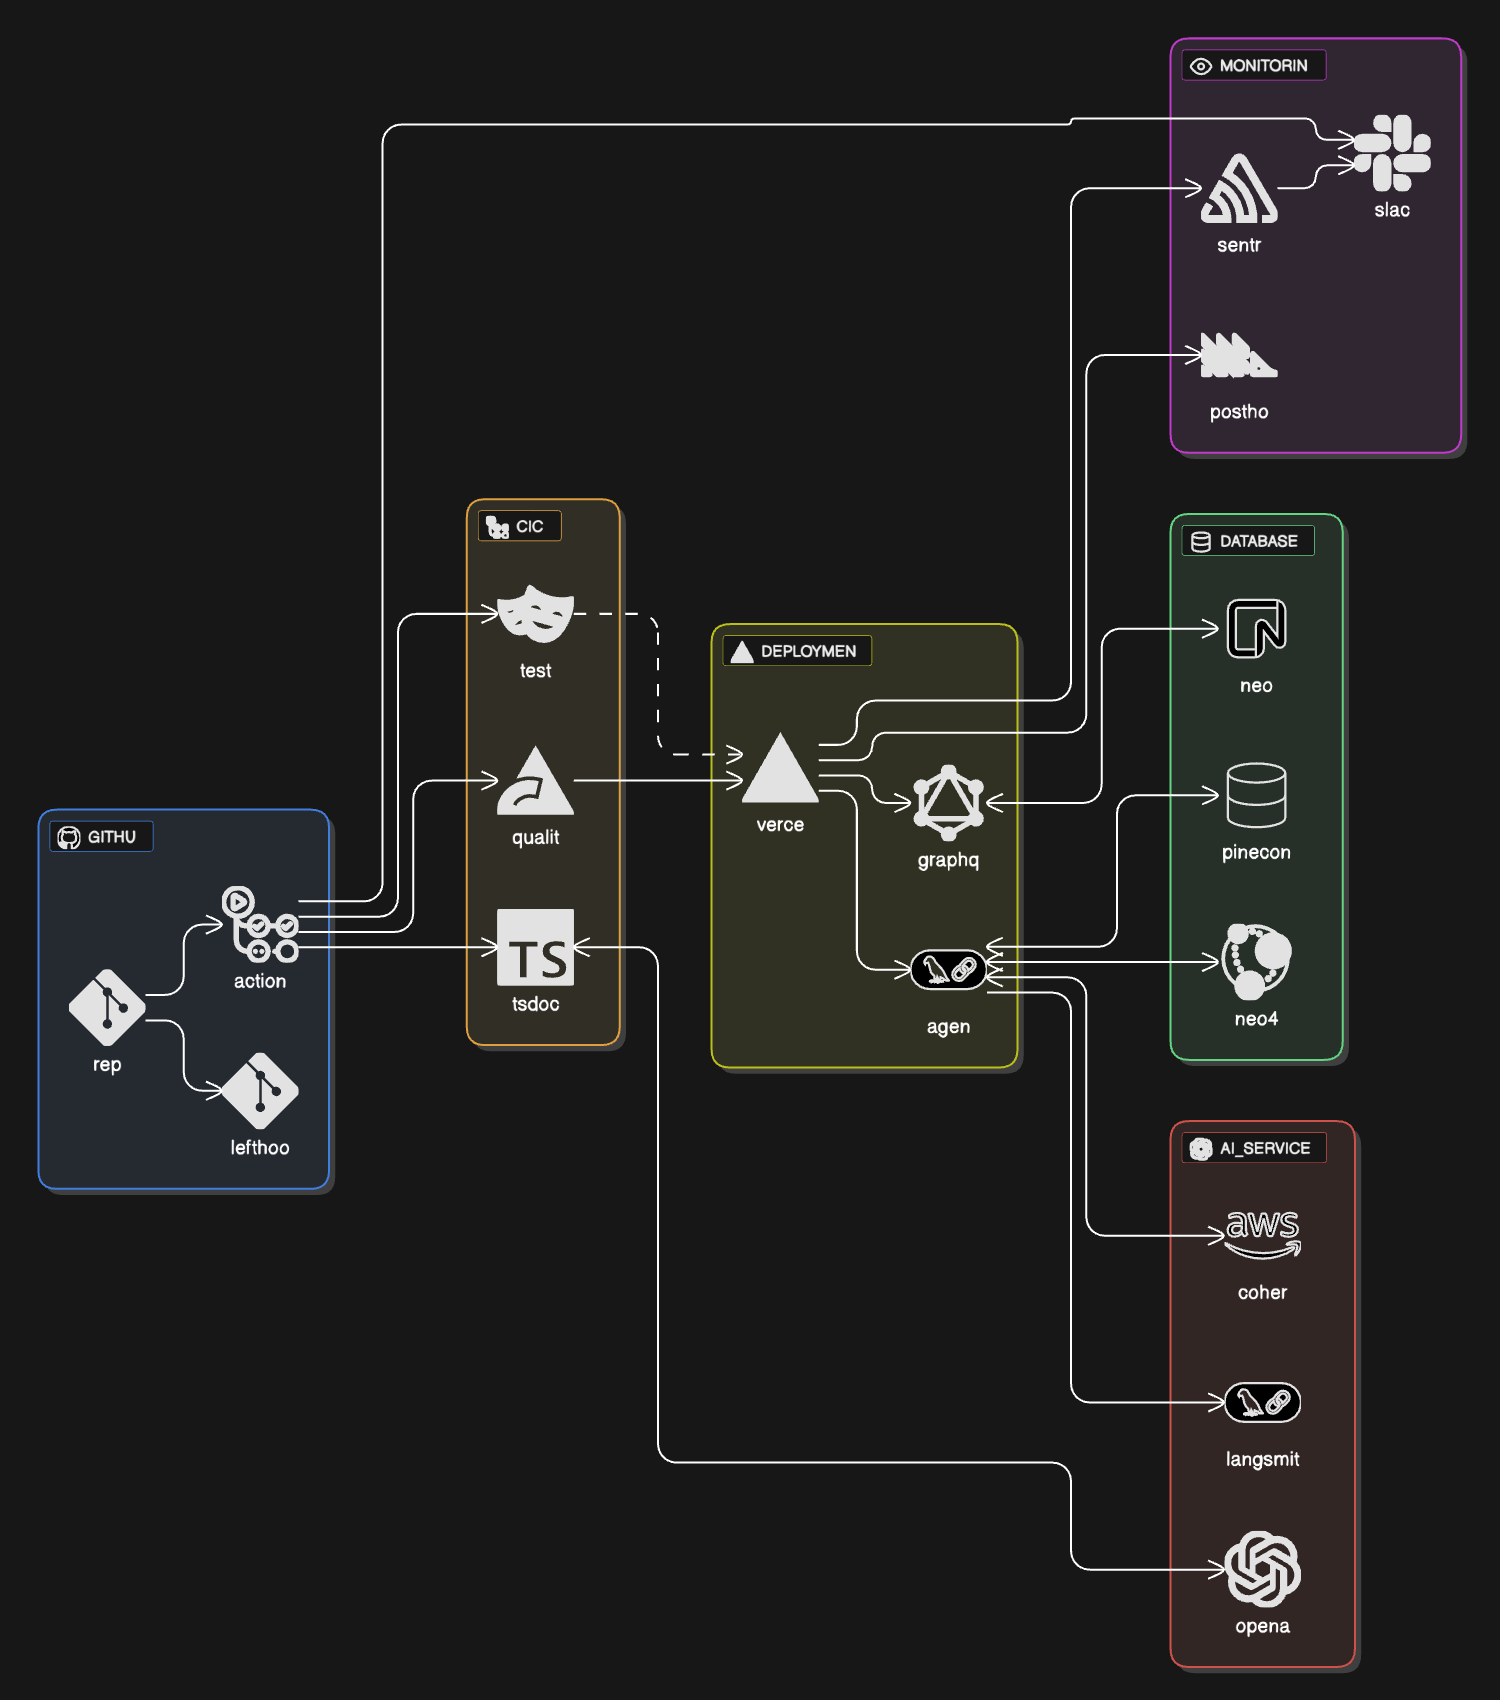 MONITORIN
slac
sentr
postho
CIC
test
qualit
TS
tsdoc
DATABASE
neo
pinecon
neo4
DEPLOYMEN
verce
graphq
agen
GITHU
action
rep
lefthoo
AI_SERVICE
aws
coher
langsmit
opena